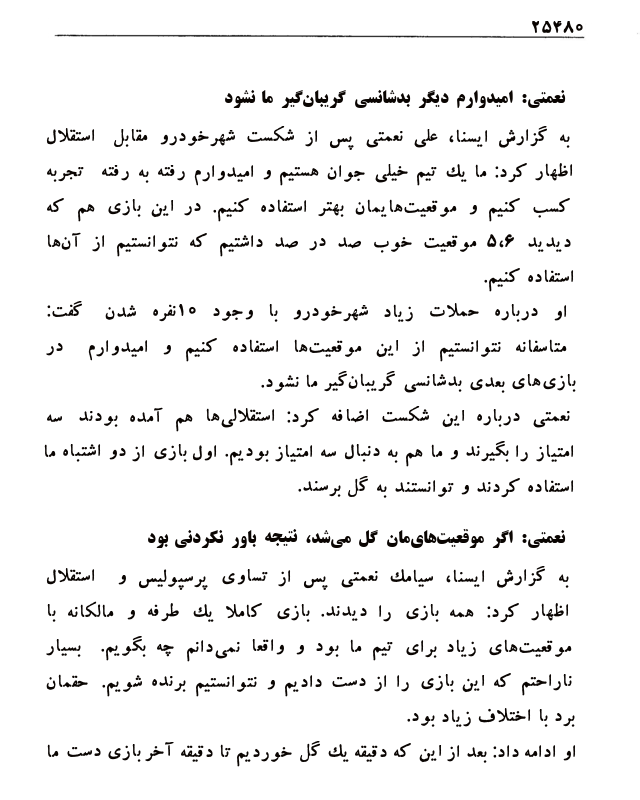 ۲۵۴۸۰
نعمتی: امیدوارم دیگر بدشانسی گریبان‌گیر ما نشود
به گزارش ایسنا، علی نعمتی پس از شکست شهرخودرو مقابل استقلال
اظهار کرد: ما یك تیم خیلی جوان هستیم و امیدوارم رفته به رفته تجربه
کسب کنیم و موقعیت‌هایمان بهتر استفاده کنیم. در این بازی هم که
دیدید ۵،۶ موقعیت خوب صد در صد داشتیم که نتوانستیم از آن‌ها
استفاده کنیم.
او درباره حملات زیاد شهرخودرو با وجود ۱۰نفره شدن گفت:
متاسفانه نتوانستیم از این موقعیت‌ها استفاده کنیم و امیدوارم در
بازی‌های بعدی بدشانسی گریبان‌گیر ما نشود.
نعمتی درباره این شکست اضافه کرد: استقلالی‌ها هم آمده بودند سه
امتیاز را بگیرند و ما هم به دنبال سه امتیاز بودیم. اول بازی از دو اشتباه ما
استفاده کردند و توانستند به گل برسند.
نعمتی: اگر موقعیت‌های‌مان گل می‌شد، نتیجه باور نکردنی بود
به گزارش ایسنا، سیامك نعمتی پس از تساوی پرسپولیس و استقلال
اظهار کرد: همه بازی را دیدند. بازی کاملا یك طرفه و مالکانه با
موقعیت‌های زیاد برای تیم ما بود و واقعا نمی‌دانم چه بگویم. بسیار
ناراحتم که این بازی را از دست دادیم و نتوانستیم برنده شویم. حقمان
برد با اختلاف زیاد بود.
او ادامه داد: بعد از این که دقیقه یك گل خوردیم تا دقیقه آخر بازی دست ما